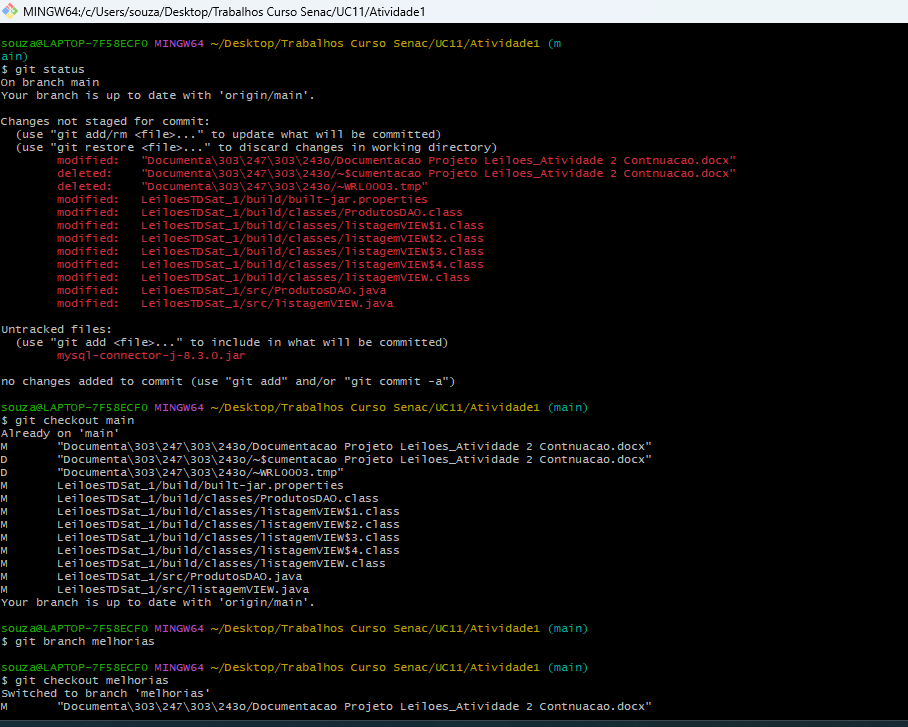 MINGW64:/c/Users/souza/Desktop/Trabalhos Curso Senac/UC11/Atividade1
souza@LAPTOP-7F58ECF0 MINGW64 ~/Desktop/Trabalhos Curso Senac/UC11/Atividade1 (m
ain)
$ git status
On branch main
Your branch is up to date with 'origin/main'.
Changes not staged for commit:
  (use "git add/rm <file>..." to update what will be committed)
  (use "git restore <file>..." to discard changes in working directory)
        modified:   "Documenta\303\247\303\243o/Documentacao Projeto Leiloes_Atividade 2 Contnuacao.docx"
        deleted:    "Documenta\303\247\303\243o/~$cumentacao Projeto Leiloes_Atividade 2 Contnuacao.docx"
        deleted:    "Documenta\303\247\303\243o/~WRL0003.tmp"
        modified:   LeiloesTDSat_1/build/built-jar.properties
        modified:   LeiloesTDSat_1/build/classes/ProdutosDAO.class
        modified:   LeiloesTDSat_1/build/classes/listagemVIEW$1.class
        modified:   LeiloesTDSat_1/build/classes/listagemVIEW$2.class
        modified:   LeiloesTDSat_1/build/classes/listagemVIEW$3.class
        modified:   LeiloesTDSat_1/build/classes/listagemVIEW$4.class
        modified:   LeiloesTDSat_1/build/classes/listagemVIEW.class
        modified:   LeiloesTDSat_1/src/ProdutosDAO.java
        modified:   LeiloesTDSat_1/src/listagemVIEW.java
Untracked files:
  (use "git add <file>..." to include in what will be committed)
        mysql-connector-j-8.3.0.jar
no changes added to commit (use "git add" and/or "git commit -a")
souza@LAPTOP-7F58ECF0 MINGW64 ~/Desktop/Trabalhos Curso Senac/UC11/Atividade1 (main)
$ git checkout main
Already on 'main'
M       "Documenta\303\247\303\243o/Documentacao Projeto Leiloes_Atividade 2 Contnuacao.docx"
D       "Documenta\303\247\303\243o/~$cumentacao Projeto Leiloes_Atividade 2 Contnuacao.docx"
D       "Documenta\303\247\303\243o/~WRL0003.tmp"
M       LeiloesTDSat_1/build/built-jar.properties
M       LeiloesTDSat_1/build/classes/ProdutosDAO.class
M       LeiloesTDSat_1/build/classes/listagemVIEW$1.class
M       LeiloesTDSat_1/build/classes/listagemVIEW$2.class
M       LeiloesTDSat_1/build/classes/listagemVIEW$3.class
M       LeiloesTDSat_1/build/classes/listagemVIEW$4.class
M       LeiloesTDSat_1/build/classes/listagemVIEW.class
M       LeiloesTDSat_1/src/ProdutosDAO.java
M       LeiloesTDSat_1/src/listagemVIEW.java
Your branch is up to date with 'origin/main'.
souza@LAPTOP-7F58ECF0 MINGW64 ~/Desktop/Trabalhos Curso Senac/UC11/Atividade1 (main)
$ git branch melhorias
souza@LAPTOP-7F58ECF0 MINGW64 ~/Desktop/Trabalhos Curso Senac/UC11/Atividade1 (main)
$ git checkout melhorias
Switched to branch 'melhorias'
M       "Documenta\303\247\303\243o/Documentacao Projeto Leiloes_Atividade 2 Contnuacao.docx"